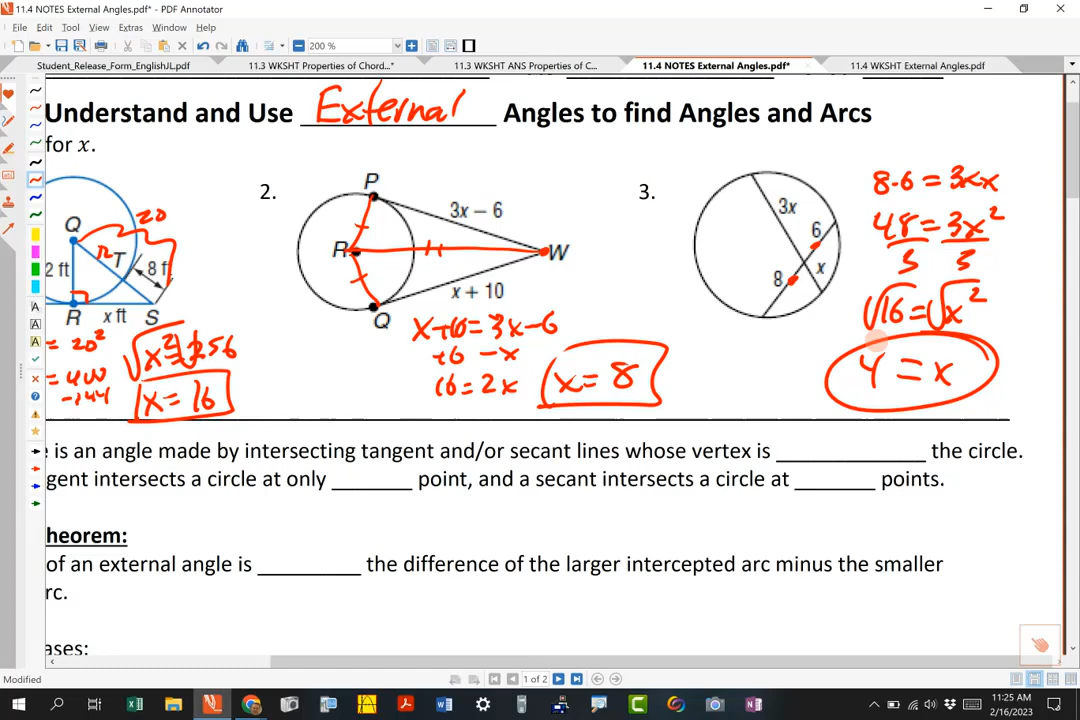 11.4 NOTES External Angles.pdf* - PDF Annotator
File Edit Tool View Extras Window Help
200 %
Student_Release_Form_EnglishJL.pdf 11.3 WKSHT Properties of Chord...* 11.3 WKSHT ANS Properties of C... 11.4 NOTES External Angles.pdf* 11.4 WKSHT External Angles.pdf
Understand and Use External Angles to find Angles and Arcs
for x.
Q
20
r
T
8 ft
2 ft
R
x ft
S
= 20²
= 400
-144
√x² = 256
x = 16
2.
P
3x − 6
R
W
x + 10
Q
x+10 = 3x-6
+6 -x
16 = 2x
x = 8
3.
3x
6
x
8
8·6 = 3x·x
48 = 3x²
3 3
√16 = √x²
4 = x
e is an angle made by intersecting tangent and/or secant lines whose vertex is ____________ the circle.
gent intersects a circle at only _______ point, and a secant intersects a circle at _______ points.
heorem:
of an external angle is _________ the difference of the larger intercepted arc minus the smaller
rc.
ases:
Modified
1 of 2
11:25 AM
2/16/2023